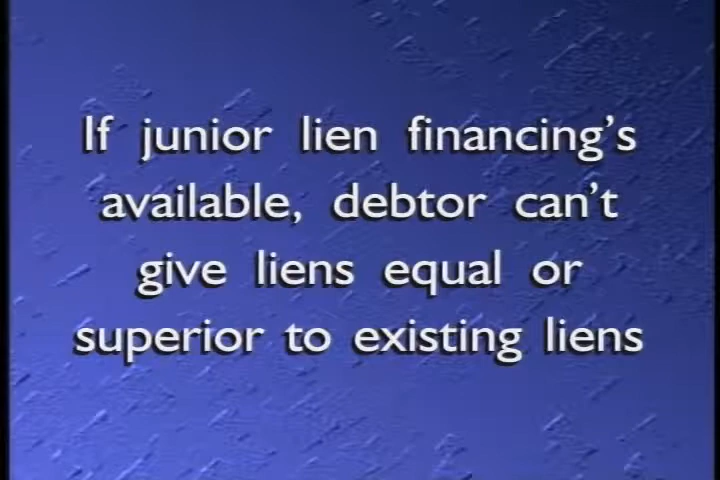 If junior lien financing's
available, debtor can't
give liens equal or
superior to existing liens